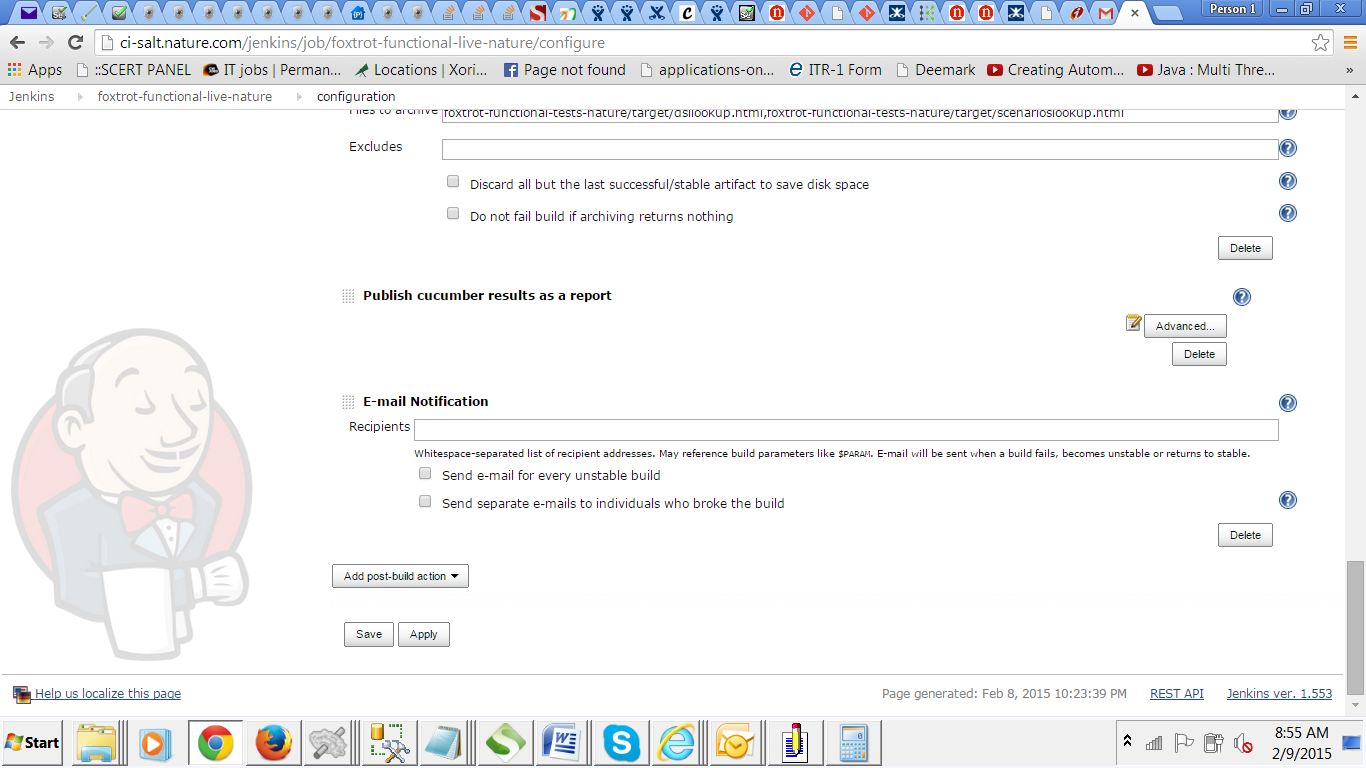 Person 1
ci-salt.nature.com/jenkins/job/foxtrot-functional-live-nature/configure
Apps ::SCERT PANEL IT jobs | Perman... Locations | Xori... Page not found applications-on... ITR-1 Form Deemark Creating Autom... Java : Multi Thre... »
Jenkins foxtrot-functional-live-nature configuration
Files to archive foxtrot-functional-tests-nature/target/dsllookup.html,foxtrot-functional-tests-nature/target/scenarioslookup.html
Excludes
Discard all but the last successful/stable artifact to save disk space
Do not fail build if archiving returns nothing
Delete
Publish cucumber results as a report
Advanced...
Delete
E-mail Notification
Recipients
Whitespace-separated list of recipient addresses. May reference build parameters like $PARAM. E-mail will be sent when a build fails, becomes unstable or returns to stable.
Send e-mail for every unstable build
Send separate e-mails to individuals who broke the build
Delete
Add post-build action
Save Apply
Help us localize this page Page generated: Feb 8, 2015 10:23:39 PM REST API Jenkins ver. 1.553
Start 8:55 AM
2/9/2015